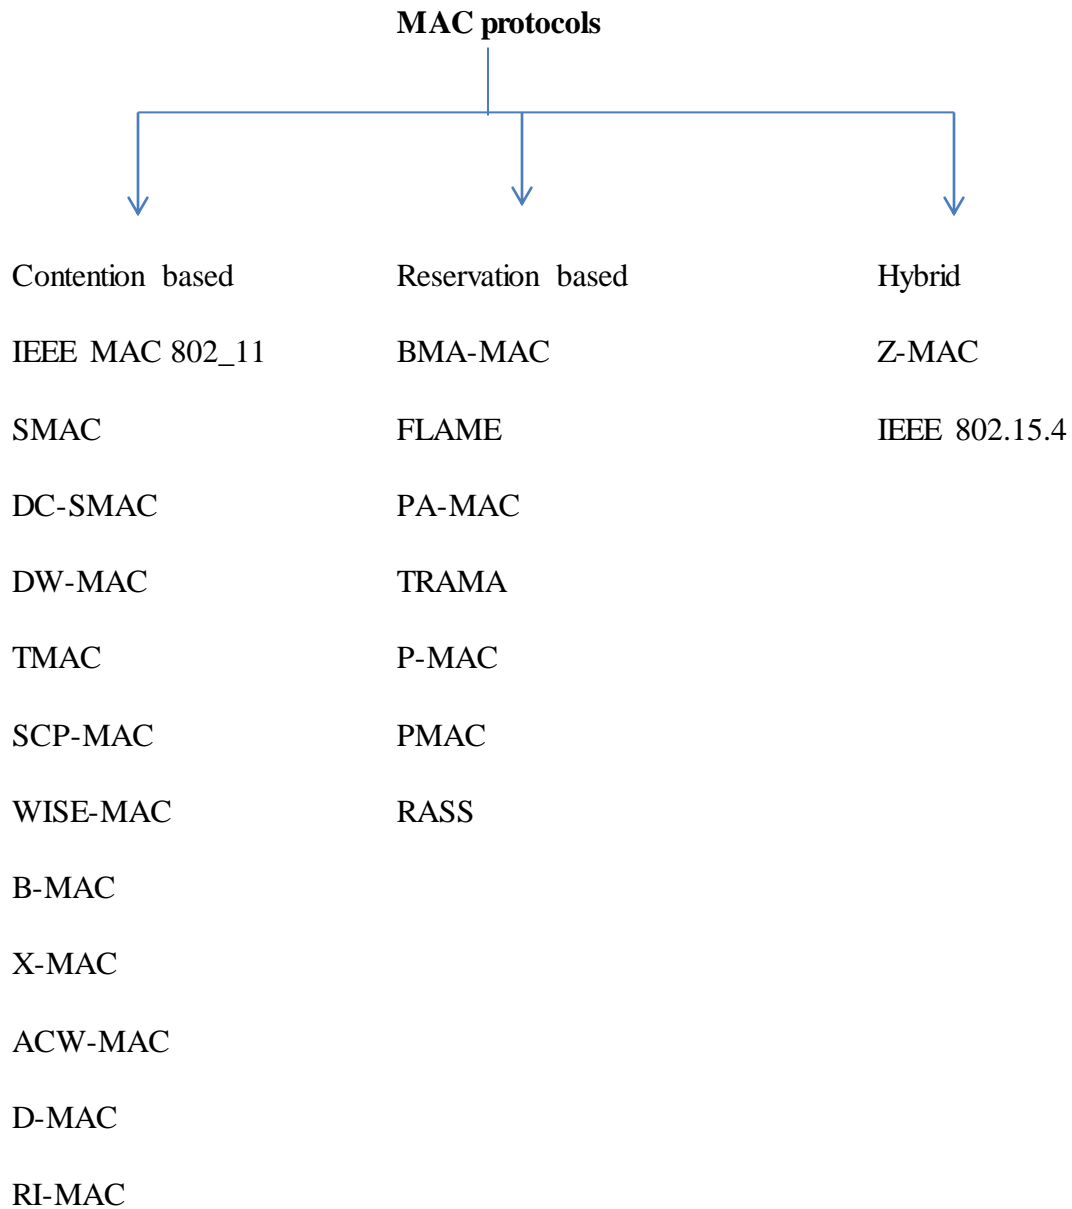 MAC protocols
Contention based
Reservation based
Hybrid
IEEE MAC 802_11
BMA-MAC
Z-MAC
SMAC
FLAME
IEEE 802.15.4
DC-SMAC
PA-MAC
DW-MAC
TRAMA
TMAC
P-MAC
SCP-MAC
PMAC
WISE-MAC
RASS
B-MAC
X-MAC
ACW-MAC
D-MAC
RI-MAC